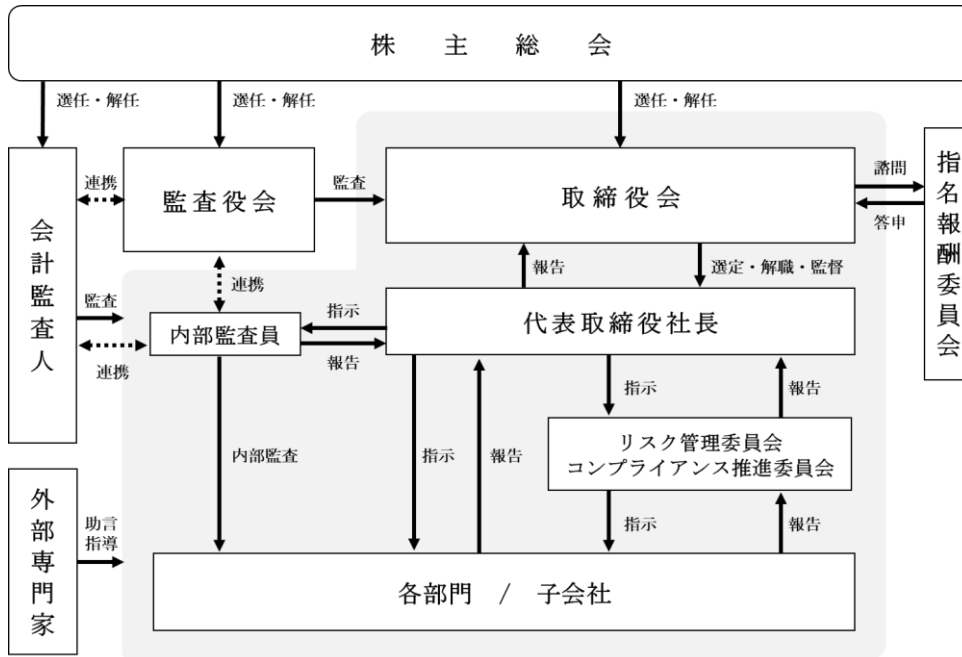 株主総会
選任・解任
選任・解任
選任・解任
会計監査人
連携
監査役会
監査
取締役会
諮問
答申
指名報酬委員会
連携
報告
選定・解職・監督
監査
連携
内部監査員
指示
報告
代表取締役社長
内部監査
指示
報告
指示
報告
リスク管理委員会
コンプライアンス推進委員会
指示
報告
外部専門家
助言
指導
各部門 / 子会社